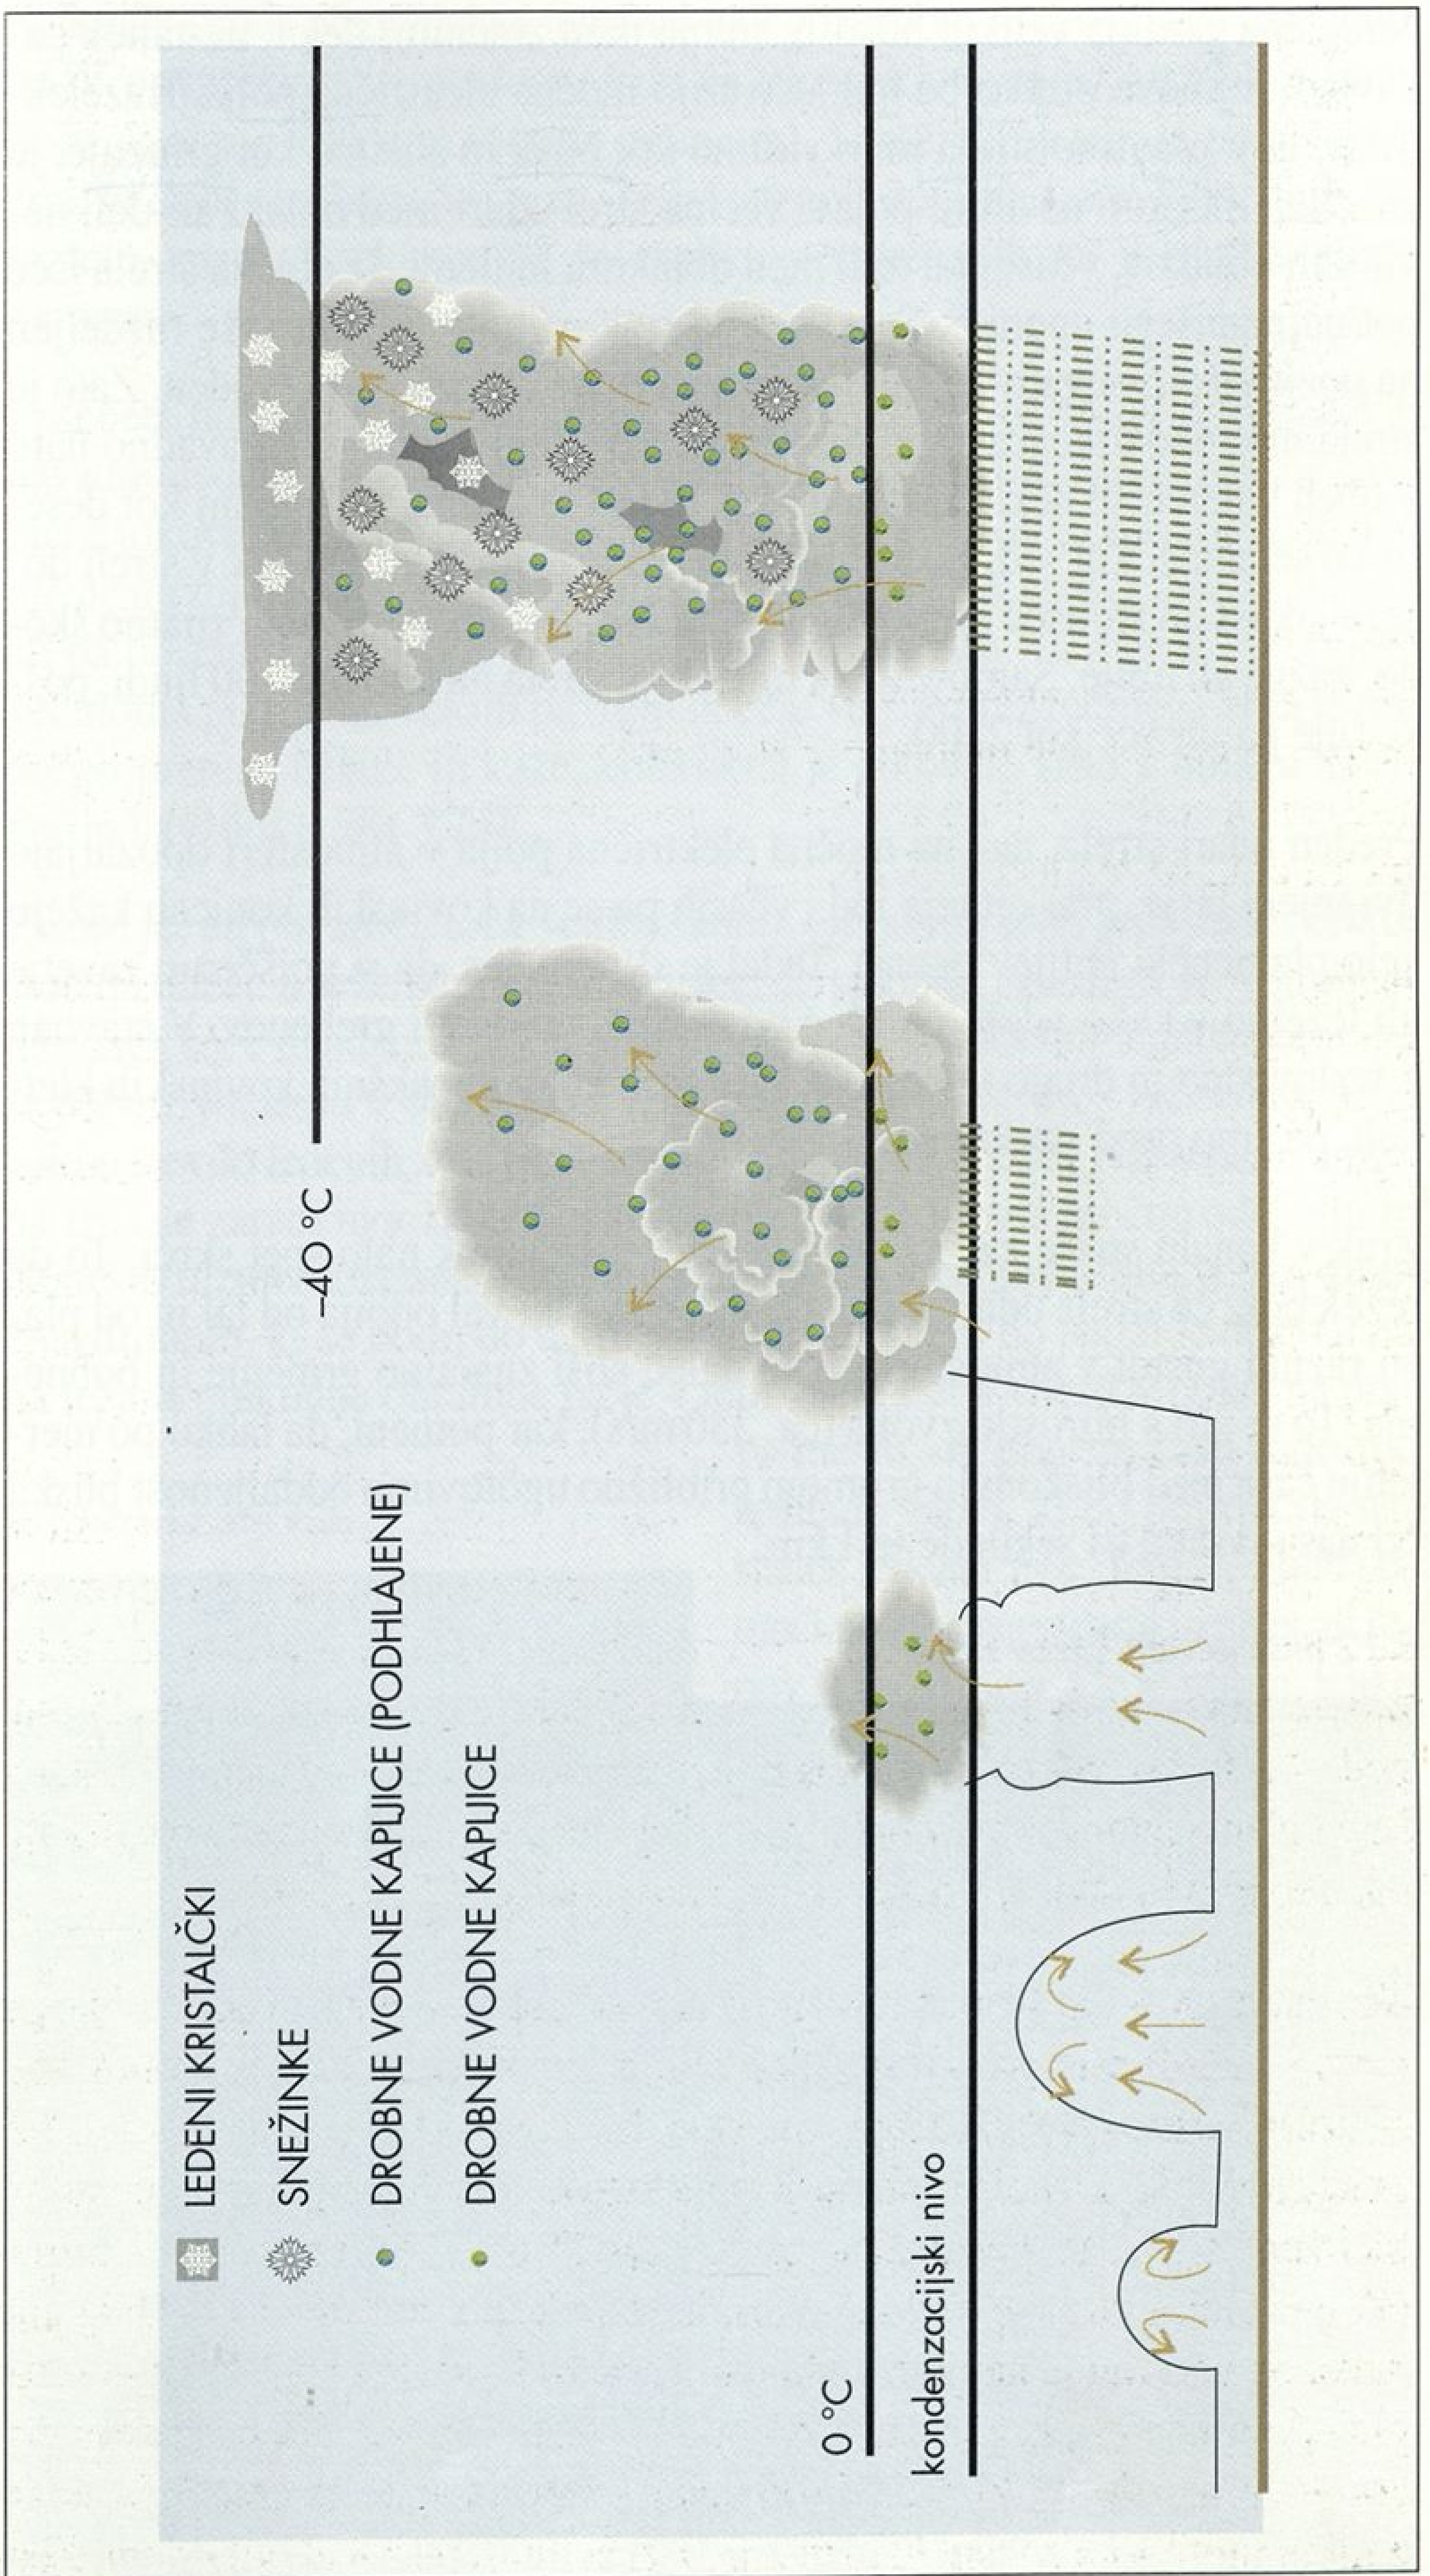 LEDENI KRISTALČKI
SNEŽINKE
DROBNE VODNE KAPLJICE (PODHLAJENE)
DROBNE VODNE KAPLJICE
–40 °C
0 °C
kondenzacijski nivo